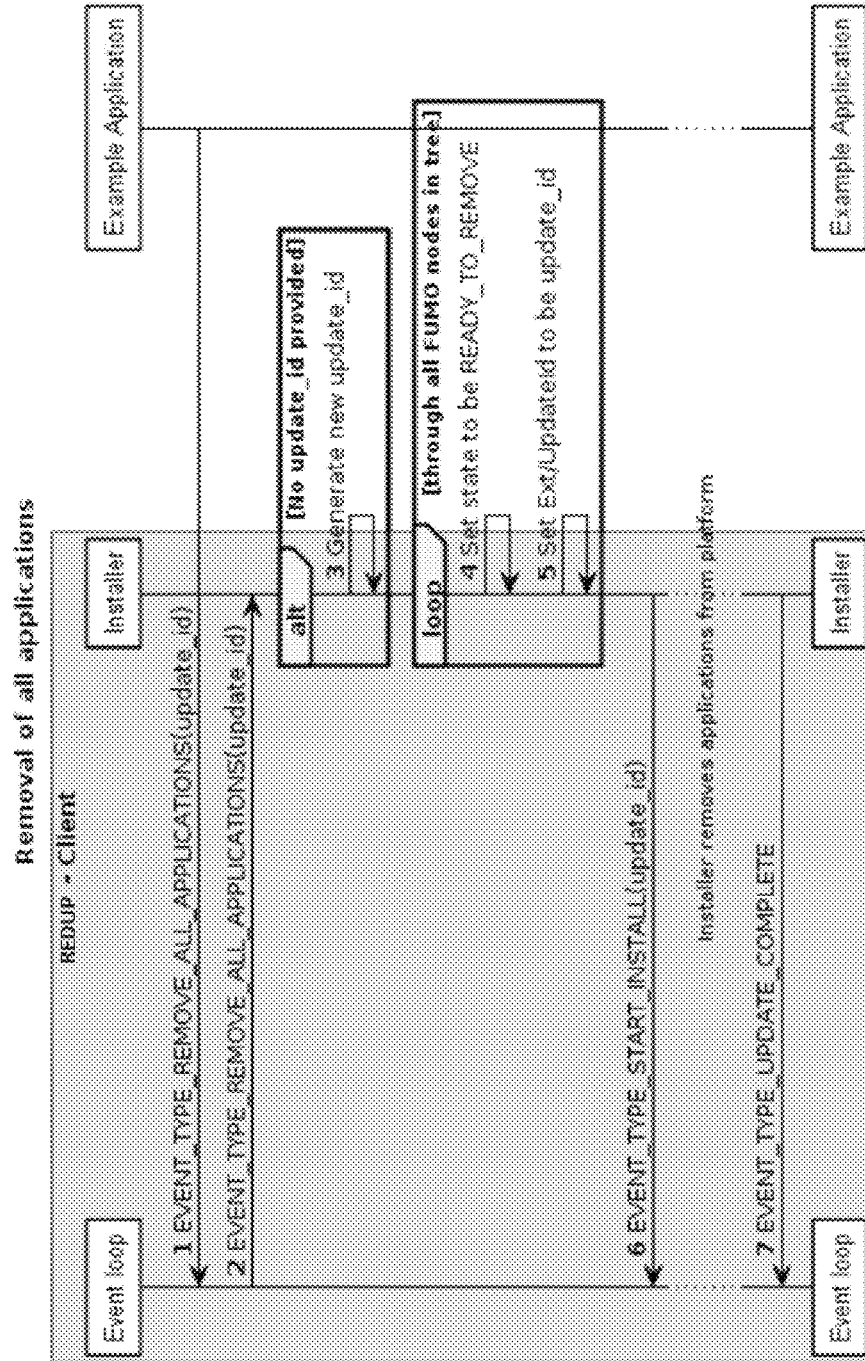 Removal of all applications
REDUP - Client
Event loop
Installer
Example Application
1 EVENT_TYPE_REMOVE_ALL_APPLICATIONS(update_id)
2 EVENT_TYPE_REMOVE_ALL_APPLICATIONS(update_id)
alt [No update_id provided]
3 Generate new update_id
loop [through all FUMO nodes in tree]
4 Set state to be READY_TO_REMOVE
5 Set Ext/UpdateId to be update_id
6 EVENT_TYPE_START_INSTALL(update_id)
Installer removes applications from platform
7 EVENT_TYPE_UPDATE_COMPLETE
Event loop
Installer
Example Application